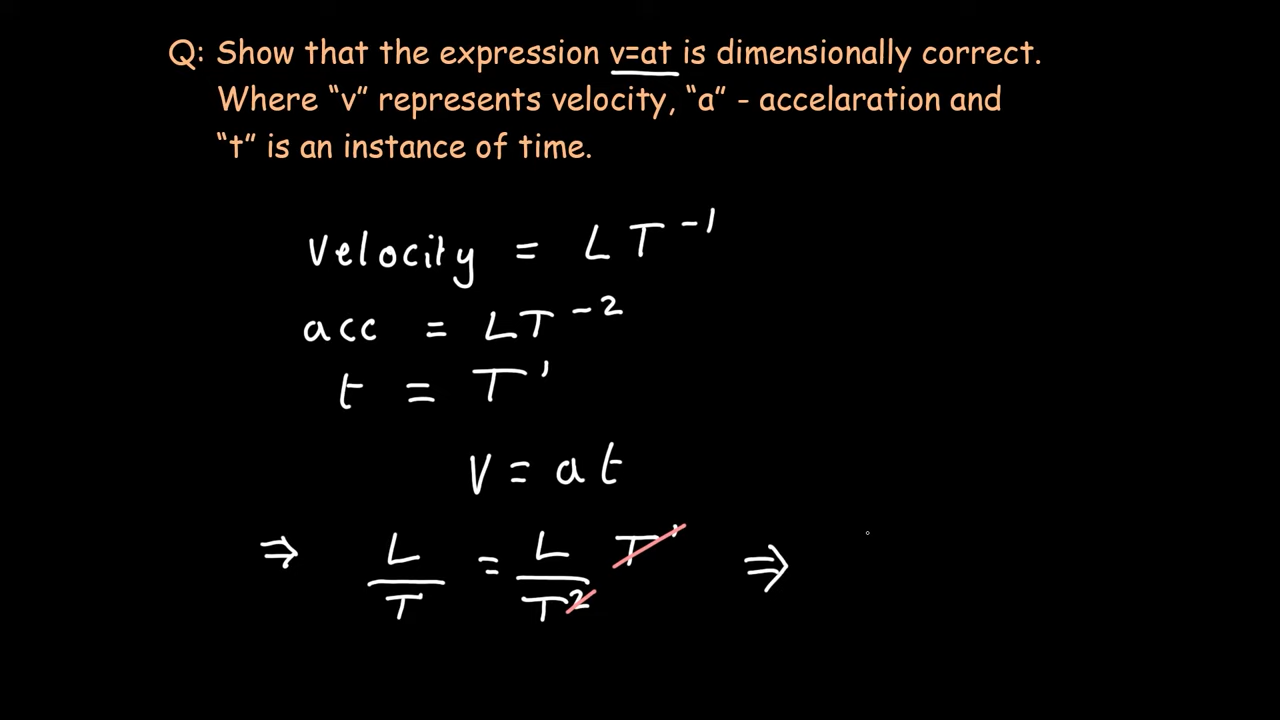 Q: Show that the expression v=at is dimensionally correct.
Where “v” represents velocity, “a” - accelaration and
“t” is an instance of time.
Velocity = L T⁻¹
acc = LT⁻²
t = T¹
V = at
⇒ L/T = L/T² T¹ ⇒